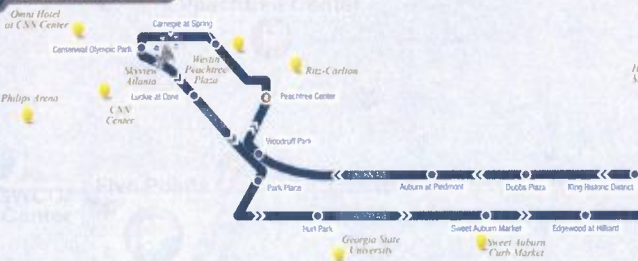 Omni Hotel
at CNN Center
Carnegie at Spring
Centennial Olympic Park
Skyview
Atlanta
Westin
Peachtree
Plaza
Ritz-Carlton
Philips Arena
CNN
Center
Luckie at Cone
Peachtree Center
Woodruff Park
Park Place
Auburn at Piedmont
Dobbs Plaza
King Historic District
Hurt Park
Sweet Auburn Market
Edgewood at Hilliard
Georgia State
University
Sweet Auburn
Curb Market
Five Points
Center